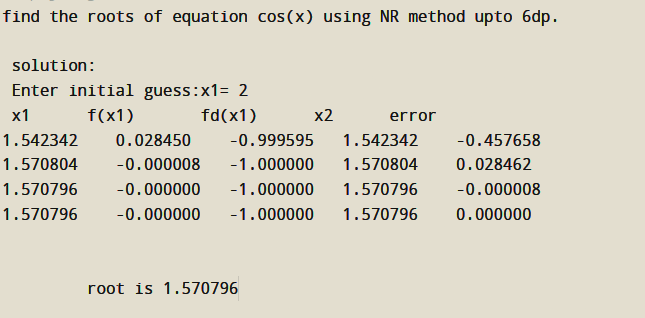 find the roots of equation cos(x) using NR method upto 6dp.
solution:
Enter initial guess:x1= 2
x1 f(x1) fd(x1) x2 error
1.542342 0.028450 -0.999595 1.542342 -0.457658
1.570804 -0.000008 -1.000000 1.570804 0.028462
1.570796 -0.000000 -1.000000 1.570796 -0.000008
1.570796 -0.000000 -1.000000 1.570796 0.000000
root is 1.570796